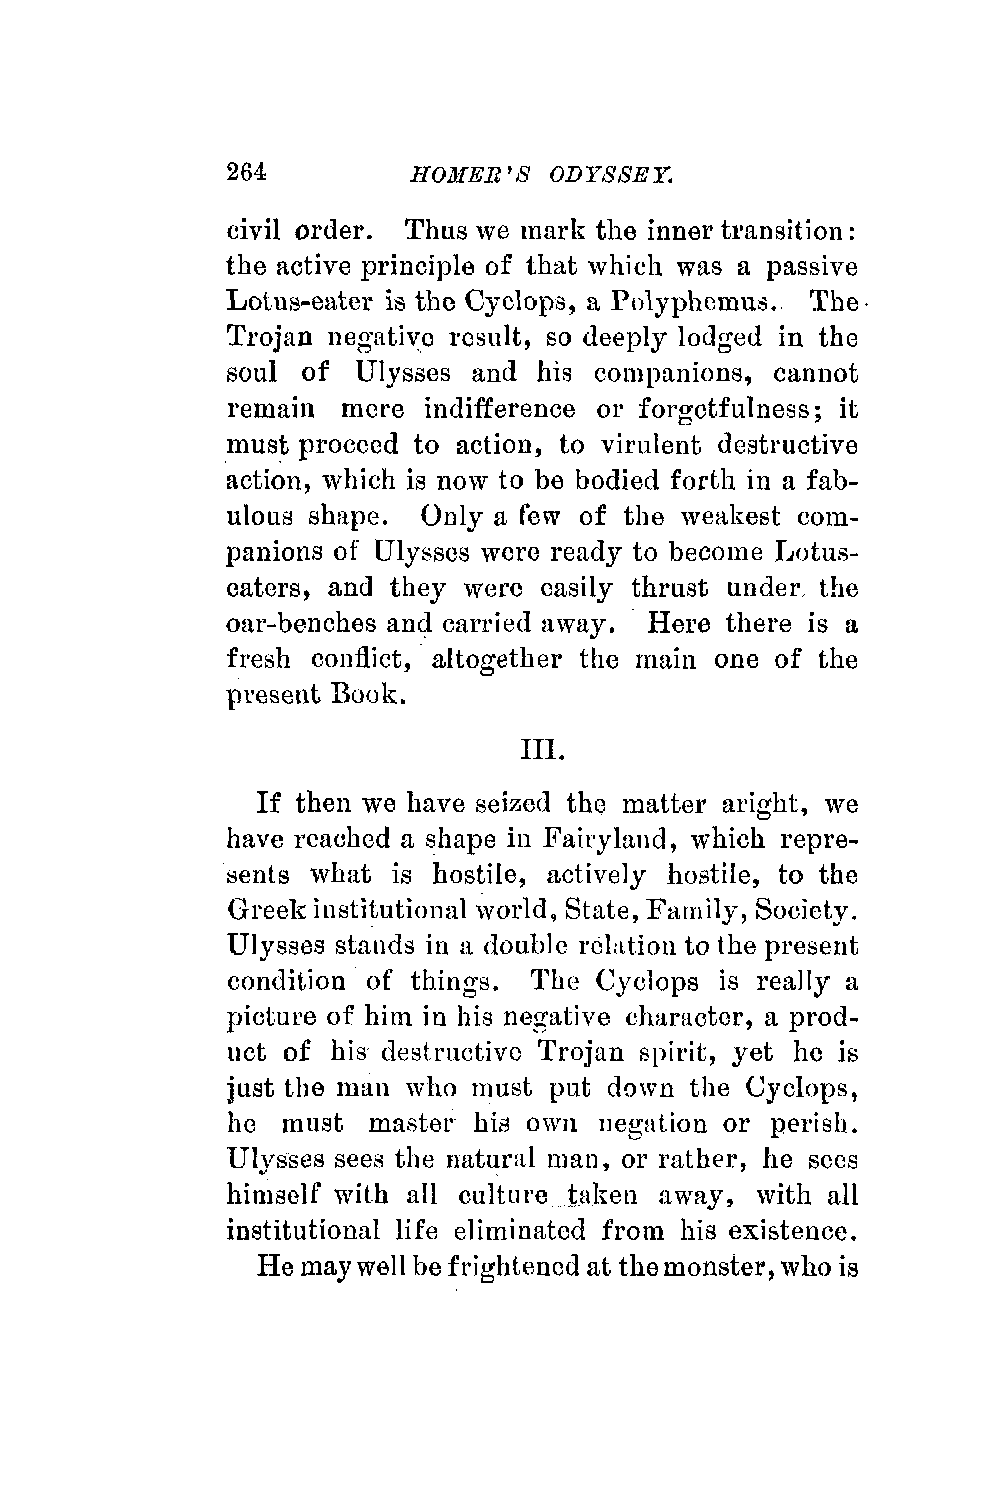 264 HOMER'S ODYSSEY.
civil order. Thus we mark the inner transition:
the active principle of that which was a passive
Lotus-eater is the Cyclops, a Polyphemus. The
Trojan negative result, so deeply lodged in the
soul of Ulysses and his companions, cannot
remain mere indifference or forgetfulness; it
must proceed to action, to virulent destructive
action, which is now to be bodied forth in a fab-
ulous shape. Only a few of the weakest com-
panions of Ulysses were ready to become Lotus-
eaters, and they were easily thrust under the
oar-benches and carried away. Here there is a
fresh conflict, altogether the main one of the
present Book.
III.
If then we have seized the matter aright, we
have reached a shape in Fairyland, which repre-
sents what is hostile, actively hostile, to the
Greek institutional world, State, Family, Society.
Ulysses stands in a double relation to the present
condition of things. The Cyclops is really a
picture of him in his negative character, a prod-
uct of his destructive Trojan spirit, yet he is
just the man who must put down the Cyclops,
he must master his own negation or perish.
Ulysses sees the natural man, or rather, he sees
himself with all culture taken away, with all
institutional life eliminated from his existence.
He may well be frightened at the monster, who is